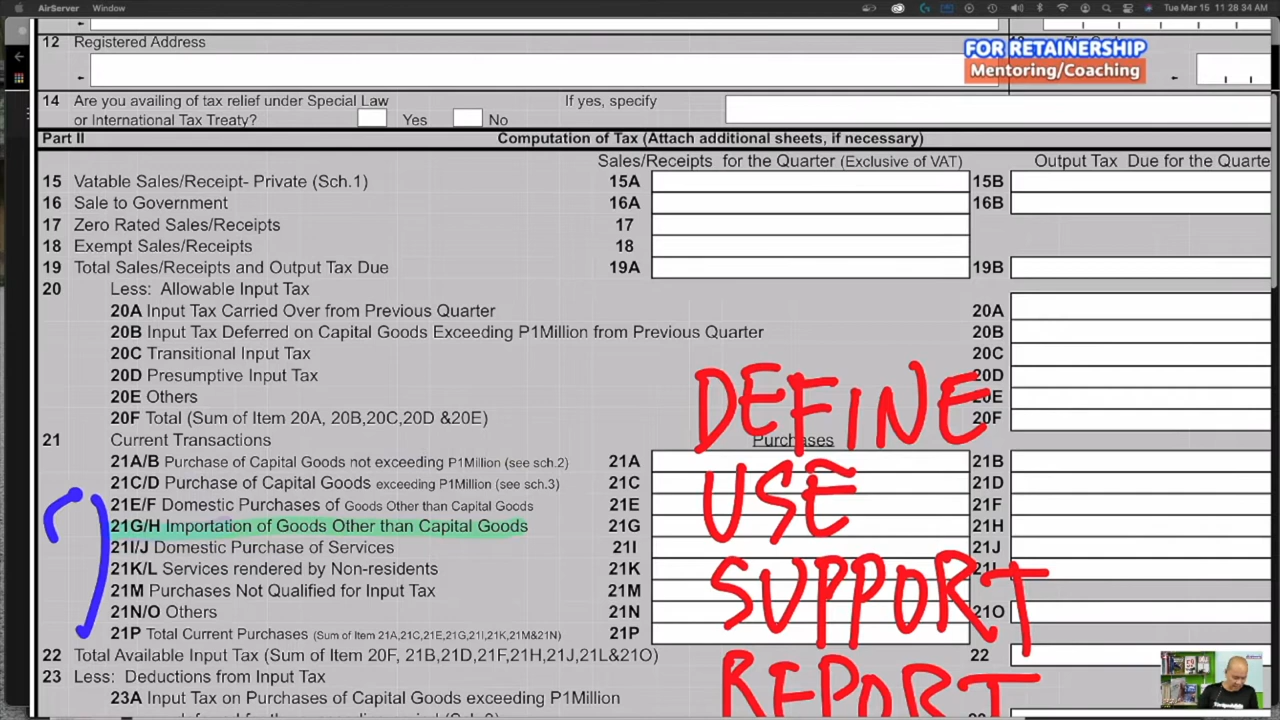 AirServer Window Tue Mar 15 11:28:34 AM
12 Registered Address
FOR RETAINERSHIP
Mentoring/Coaching
14 Are you availing of tax relief under Special Law If yes, specify
or International Tax Treaty? Yes No
Part II Computation of Tax (Attach additional sheets, if necessary)
Sales/Receipts for the Quarter (Exclusive of VAT) Output Tax Due for the Quarte
15 Vatable Sales/Receipt- Private (Sch.1) 15A 15B
16 Sale to Government 16A 16B
17 Zero Rated Sales/Receipts 17
18 Exempt Sales/Receipts 18
19 Total Sales/Receipts and Output Tax Due 19A 19B
20 Less: Allowable Input Tax
20A Input Tax Carried Over from Previous Quarter 20A
20B Input Tax Deferred on Capital Goods Exceeding P1Million from Previous Quarter 20B
20C Transitional Input Tax 20C
20D Presumptive Input Tax 20D
20E Others 20E
20F Total (Sum of Item 20A, 20B,20C,20D &20E) 20F
DEFINE
21 Current Transactions Purchases
21A/B Purchase of Capital Goods not exceeding P1Million (see sch.2) 21A 21B
21C/D Purchase of Capital Goods exceeding P1Million (see sch.3) 21C 21D
USE
21E/F Domestic Purchases of Goods Other than Capital Goods 21E 21F
21G/H Importation of Goods Other than Capital Goods 21G 21H
21I/J Domestic Purchase of Services 21I 21J
21K/L Services rendered by Non-residents 21K 21L
21M Purchases Not Qualified for Input Tax 21M
SUPPORT
21N/O Others 21N 21O
21P Total Current Purchases (Sum of Item 21A,21C,21E,21G,21I,21K,21M&21N) 21P
22 Total Available Input Tax (Sum of Item 20F, 21B,21D,21F,21H,21J,21L&21O) 22
23 Less: Deductions from Input Tax
23A Input Tax on Purchases of Capital Goods exceeding P1Million
REPORT